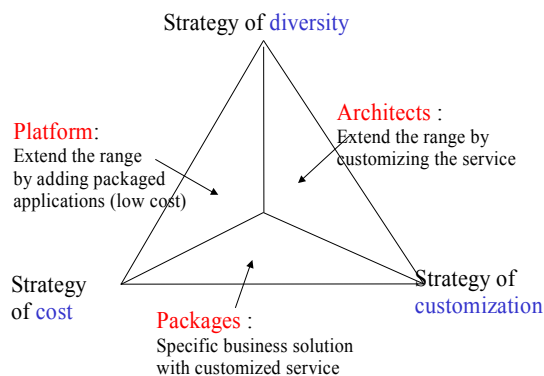 Strategy of diversity
Platform:
Extend the range
by adding packaged
applications (low cost)
Architects :
Extend the range by
customizing the service
Strategy
of cost
Strategy of
customization
Packages :
Specific business solution
with customized service